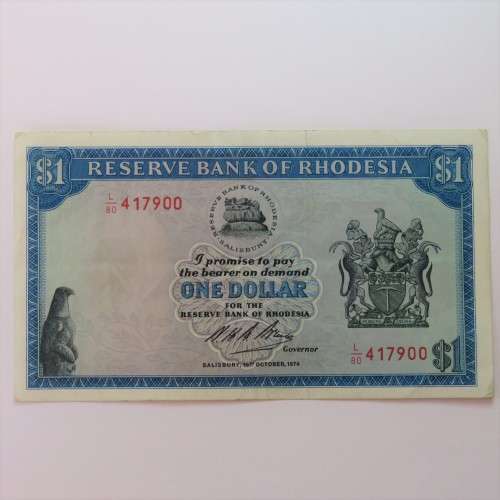 $1 RESERVE BANK OF RHODESIA $1
L/80 417900
RESERVE BANK OF RHODESIA
SALISBURY
I promise to pay
the bearer on demand
ONE DOLLAR
FOR THE
RESERVE BANK OF RHODESIA
Governor
L/80 417900 $1
SALISBURY, 16TH OCTOBER, 1974